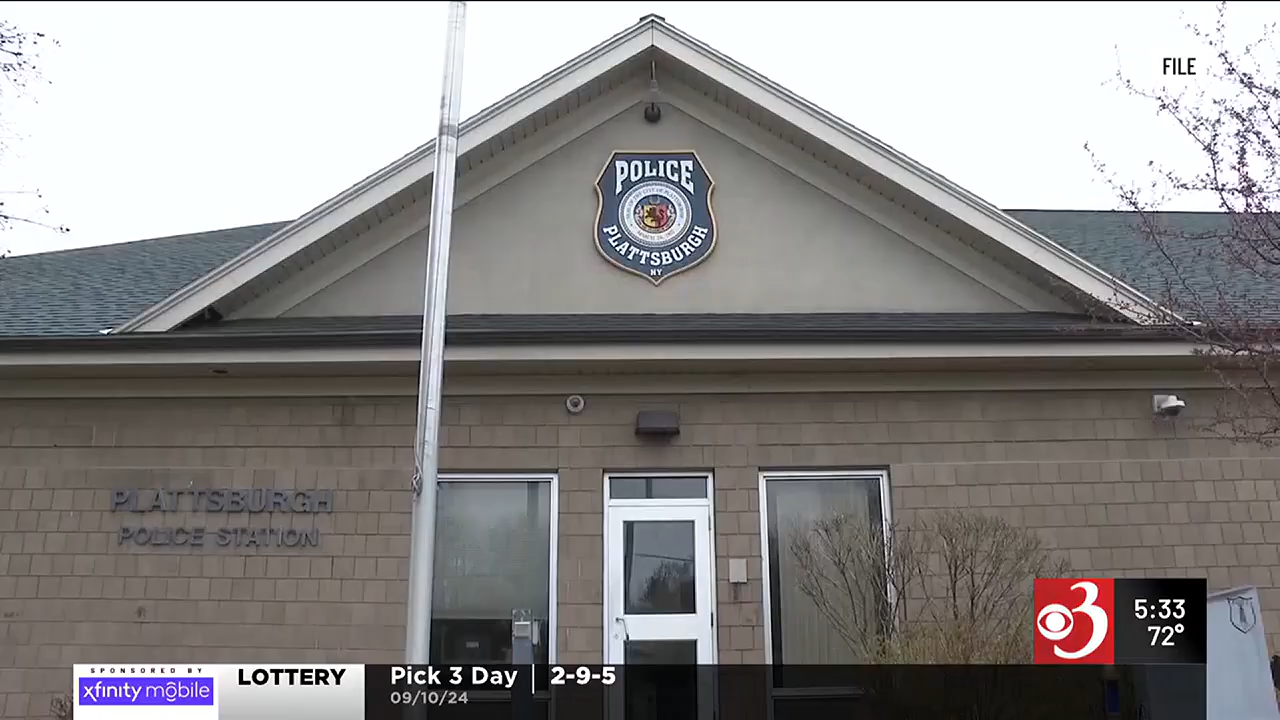 FILE
POLICE
PLATTSBURGH
NY
PLATTSBURGH
POLICE STATION
3
5:33
72°
SPONSORED BY
xfinity mobile
LOTTERY
Pick 3 Day
2-9-5
09/10/24